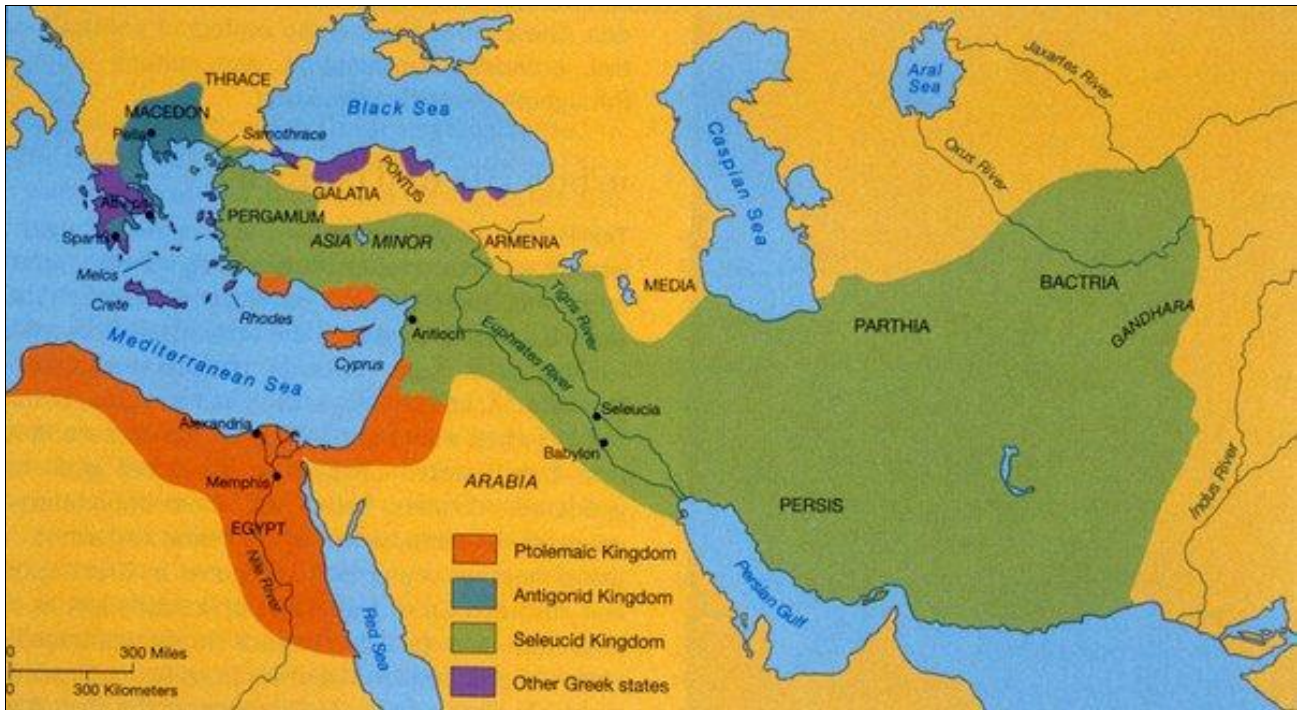 THRACE
Black Sea
Aral
Sea
Jaxartes River
MACEDON
Pella
Samothrace
Caspian Sea
Oxus River
GALATIA
PONTUS
Athens
PERGAMUM
Sparta
ASIA MINOR
ARMENIA
Melos
Crete
Rhodes
Tigris River
MEDIA
BACTRIA
GANDHARA
PARTHIA
Antioch
Euphrates River
Mediterranean Sea
Cyprus
Seleucia
Alexandria
Babylon
Memphis
ARABIA
PERSIS
Indus River
EGYPT
Nile River
Red Sea
Persian Gulf
Ptolemaic Kingdom
Antigonid Kingdom
Seleucid Kingdom
Other Greek states
0 300 Miles
0 300 Kilometers